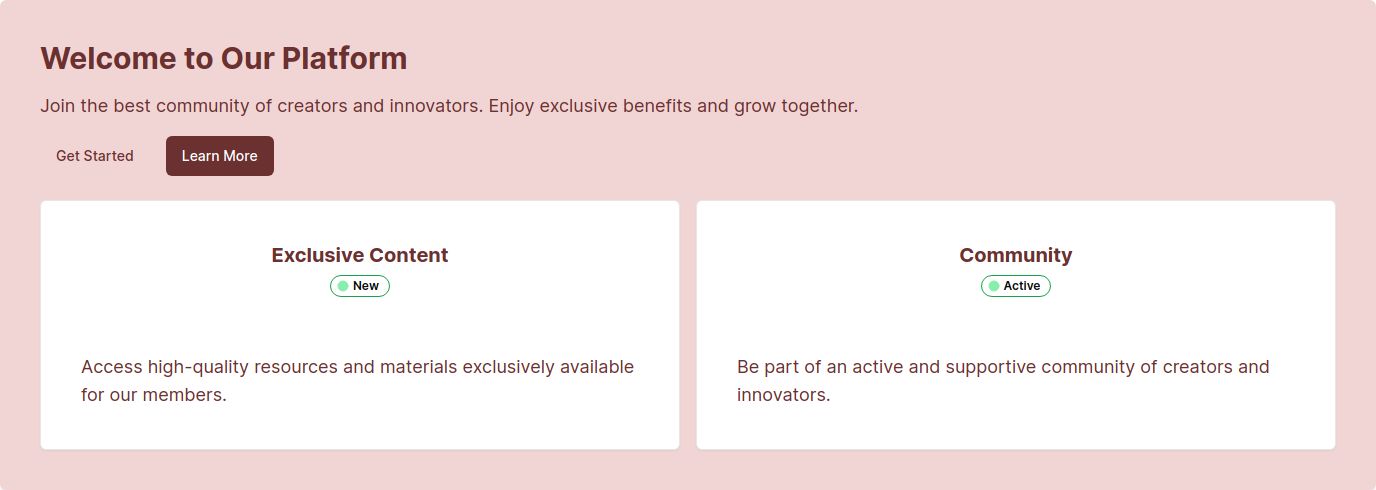 Welcome to Our Platform
Join the best community of creators and innovators. Enjoy exclusive benefits and grow together.
Get Started
Learn More
Exclusive Content
New
Access high-quality resources and materials exclusively available
for our members.
Community
Active
Be part of an active and supportive community of creators and
innovators.